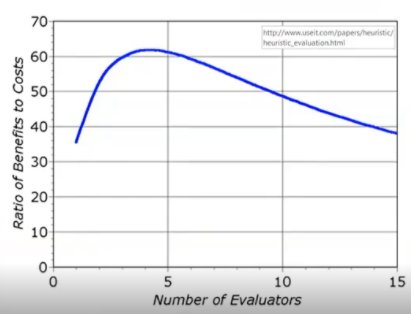 http://www.useit.com/papers/heuristic/
heuristic_evaluation.html
Ratio of Benefits to Costs
70
60
50
40
30
20
10
0
0 5 10 15
Number of Evaluators